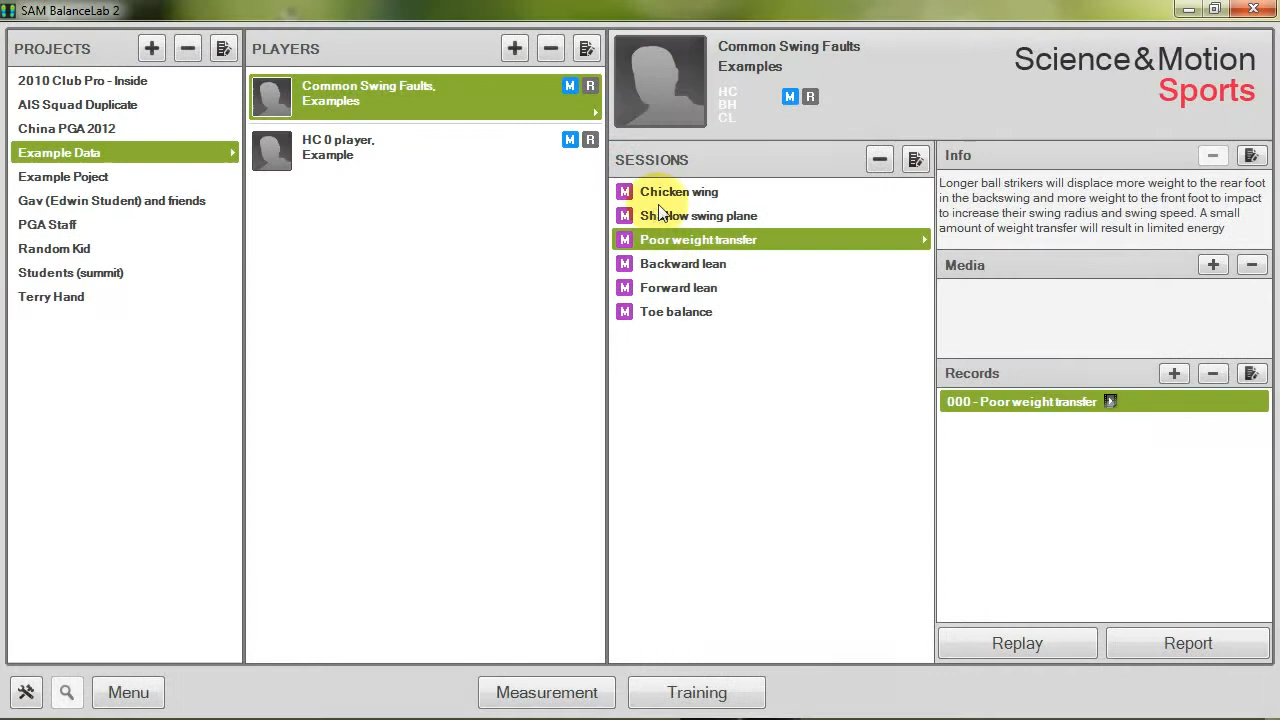 SAM BalanceLab 2
PROJECTS
2010 Club Pro - Inside
AIS Squad Duplicate
China PGA 2012
Example Data
Example Poject
Gav (Edwin Student) and friends
PGA Staff
Random Kid
Students (summit)
Terry Hand
PLAYERS
Common Swing Faults, M R
Examples
HC 0 player, M R
Example
Common Swing Faults
Examples
HC
BH
CL
M R
Science&Motion
Sports
SESSIONS
M Chicken wing
M Shallow swing plane
M Poor weight transfer
M Backward lean
M Forward lean
M Toe balance
Info
Longer ball strikers will displace more weight to the rear foot
in the backswing and more weight to the front foot to impact
to increase their swing radius and swing speed. A small
amount of weight transfer will result in limited energy
Media
Records
000 - Poor weight transfer
Replay Report
Menu Measurement Training